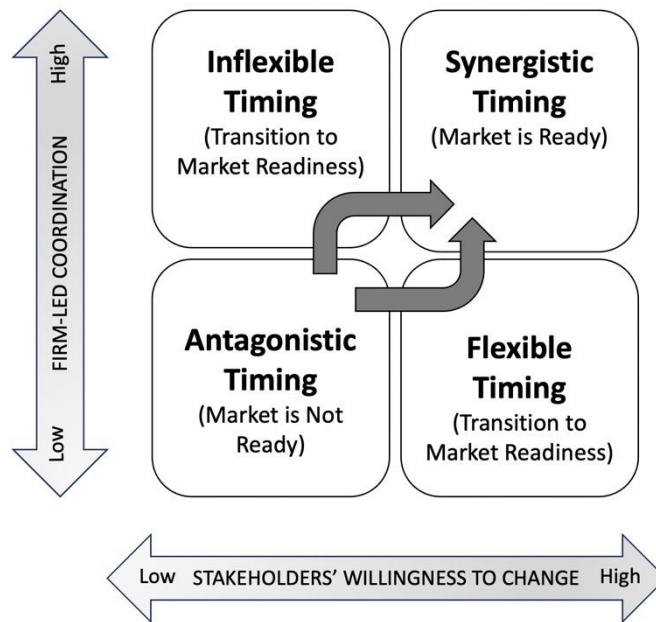 High
FIRM-LED COORDINATION
Low
Inflexible
Timing
(Transition to
Market Readiness)
Synergistic
Timing
(Market is Ready)
Antagonistic
Timing
(Market is Not
Ready)
Flexible
Timing
(Transition to
Market Readiness)
Low STAKEHOLDERS' WILLINGNESS TO CHANGE High